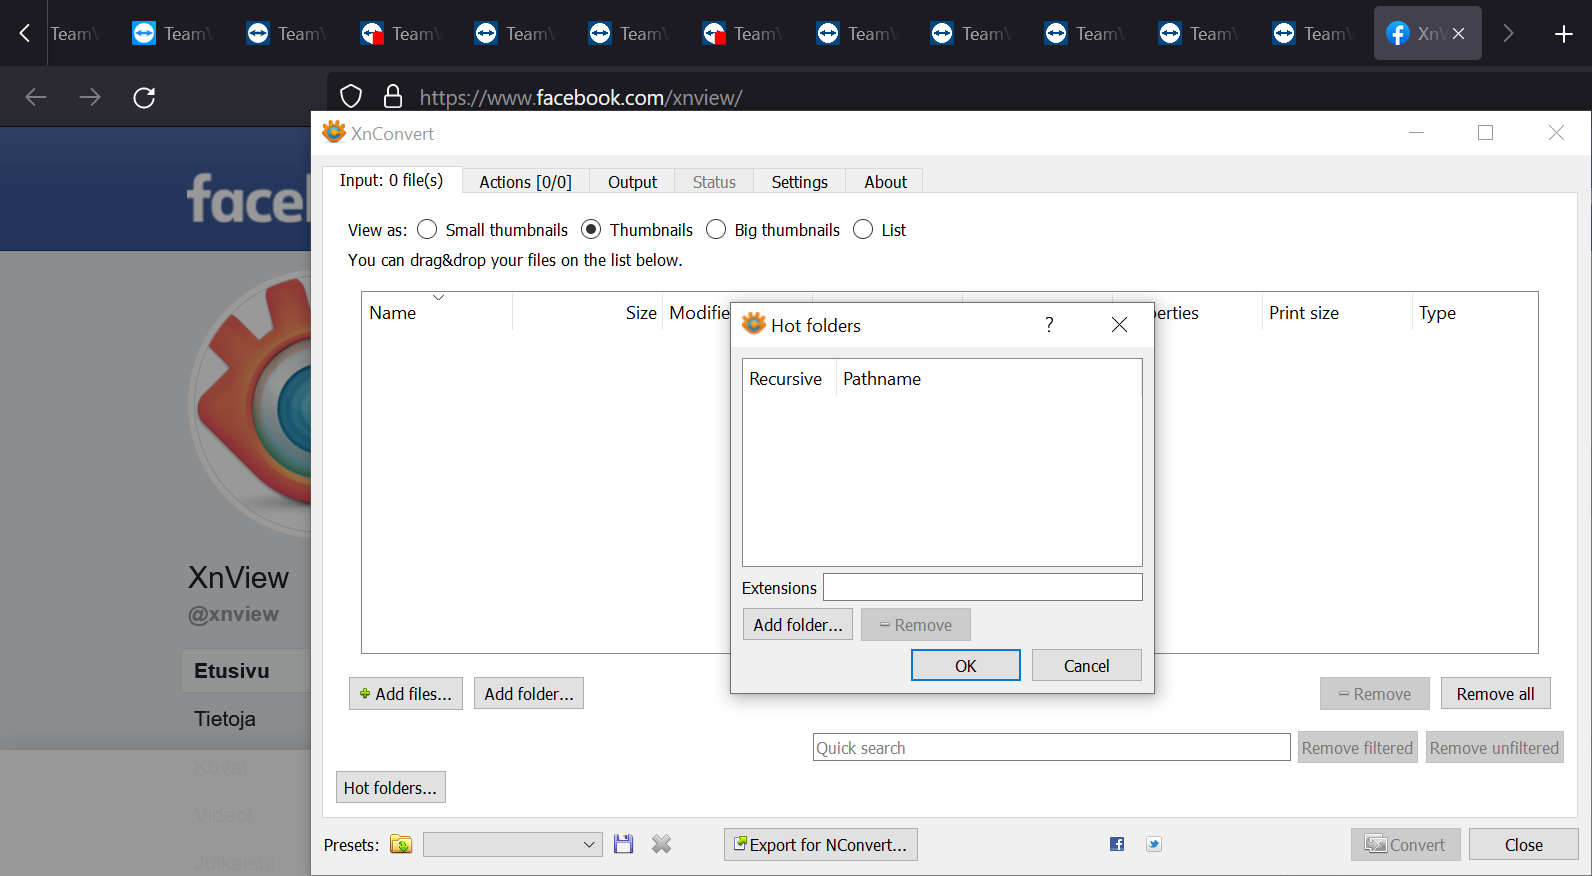 TeamV TeamV TeamV TeamV TeamV TeamV TeamV TeamV TeamV TeamV TeamV TeamV XnV
https://www.facebook.com/xnview/
XnConvert
Input: 0 file(s) Actions [0/0] Output Status Settings About
face
View as: Small thumbnails Thumbnails Big thumbnails List
You can drag&drop your files on the list below.
Name Size Modifie perties Print size Type
Hot folders ?
Recursive Pathname
XnView
@xnview
Extensions
Add folder... Remove
OK Cancel
Etusivu
Tietoja
Kuvat
Videot
Julkaisut
Add files... Add folder... Remove Remove all
Quick search Remove filtered Remove unfiltered
Hot folders...
Presets: Export for NConvert... Convert Close